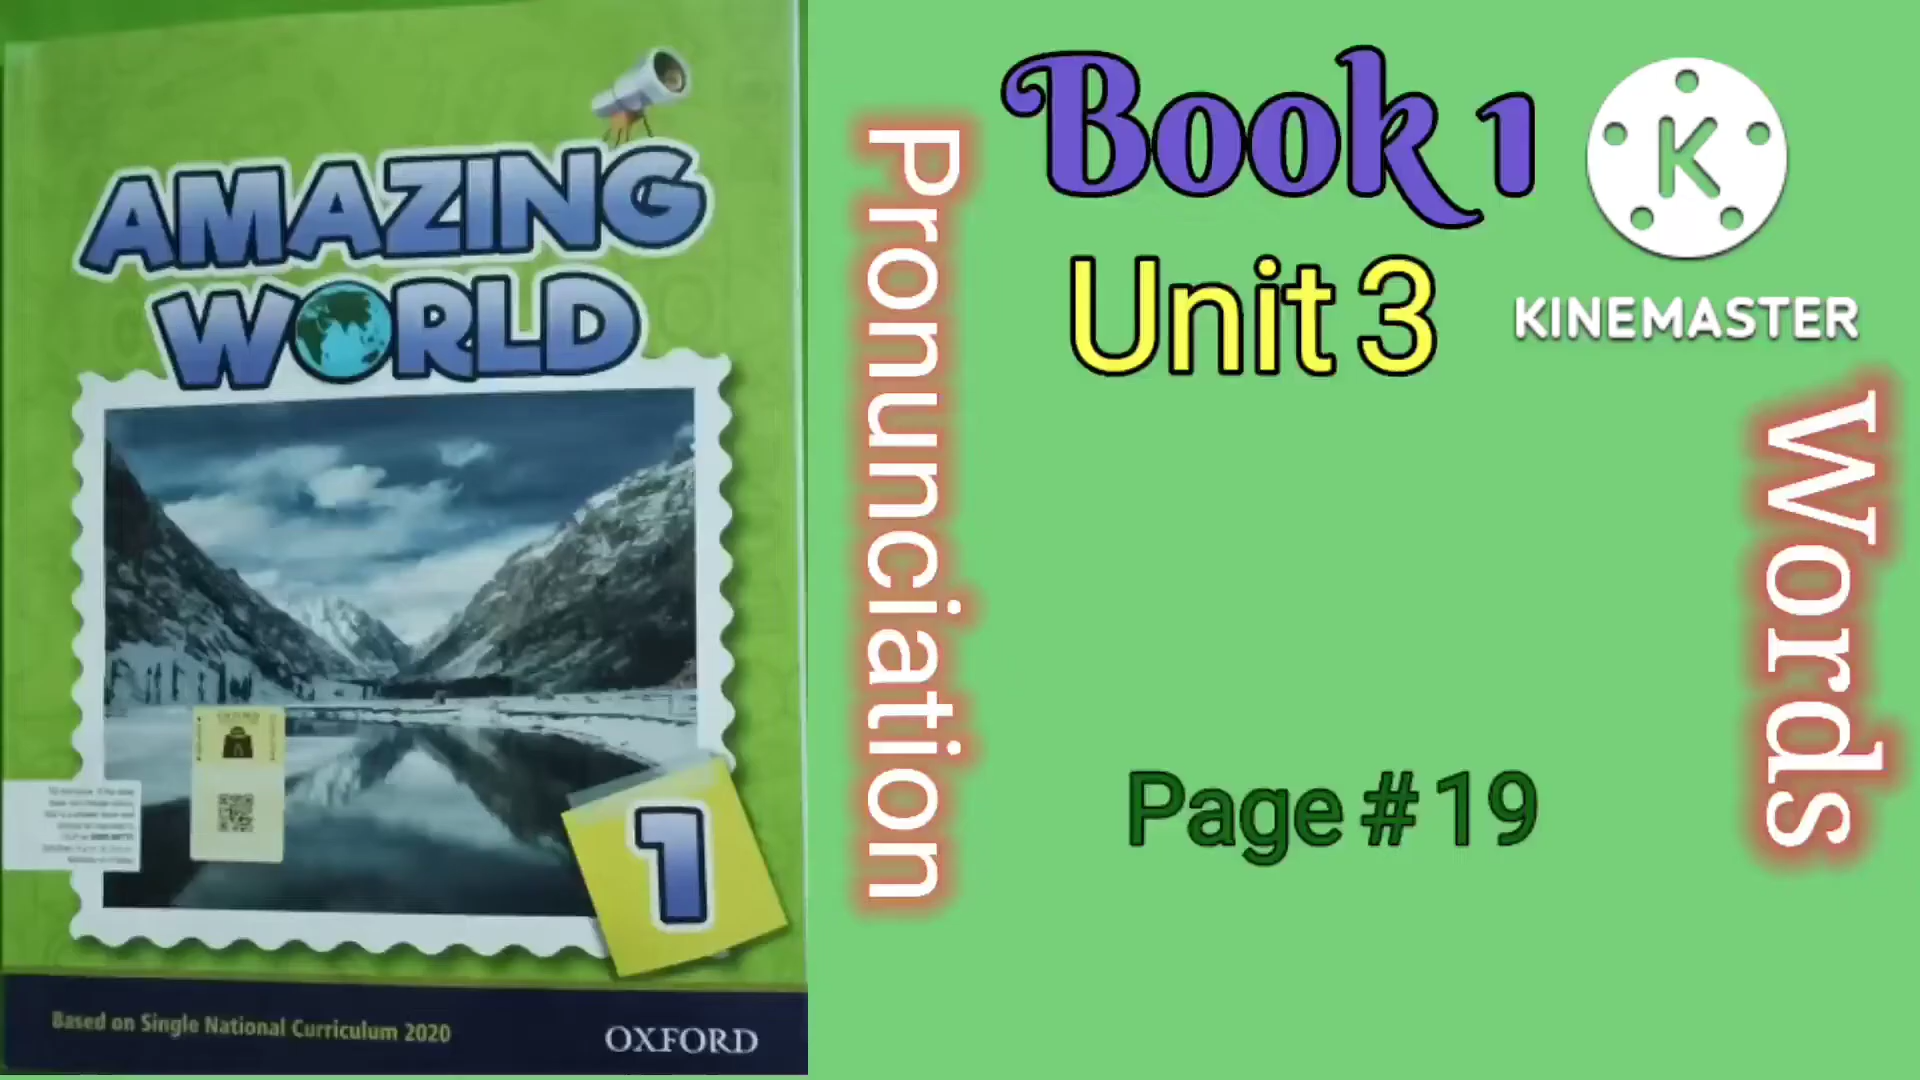 AMAZING
WORLD
1
Based on Single National Curriculum 2020
OXFORD
Pronunciation
Book 1
Unit 3
KINEMASTER
Words
Page # 19